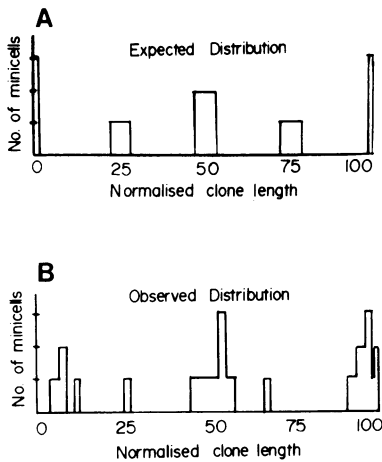 A
Expected Distribution
No. of minicells
0 25 50 75 100
Normalised clone length
B
Observed Distribution
No. of minicells
0 25 50 75 100
Normalised clone length